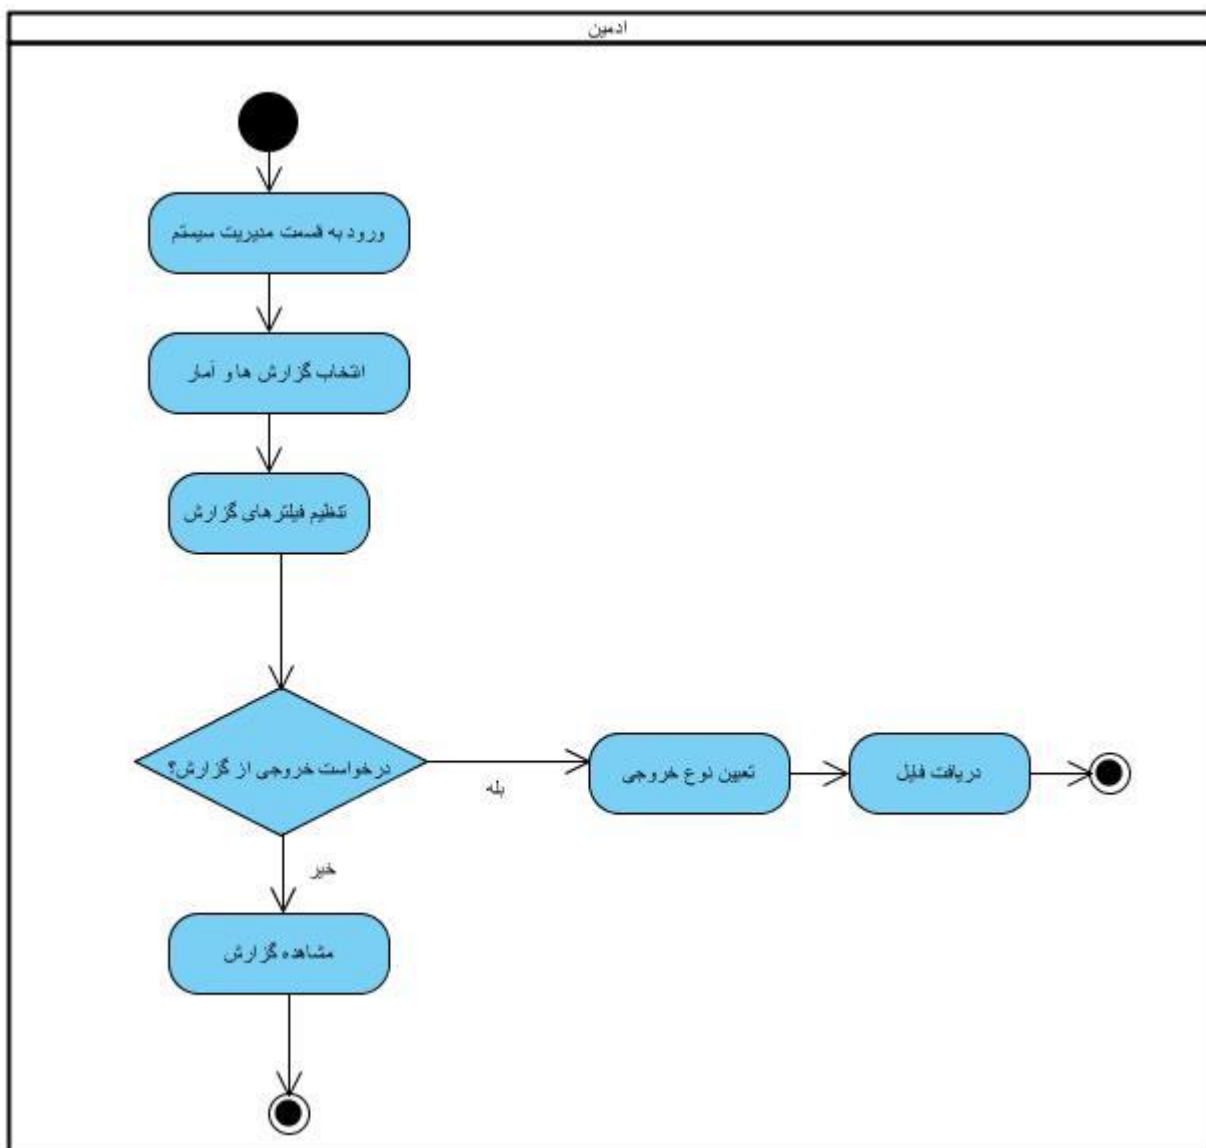 ادمین
ورود به قسمت مدیریت سیستم
انتخاب گزارش ها و آمار
تنظیم فیلترهای گزارش
درخواست خروجی از گزارش؟
بله
تعیین نوع خروجی
دریافت فایل
خیر
مشاهده گزارش